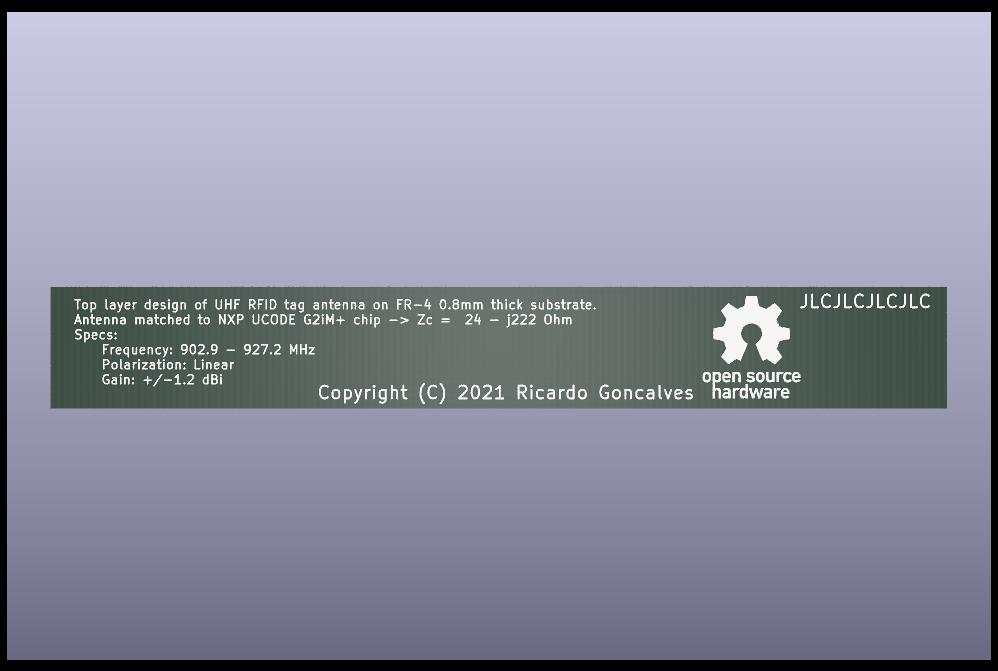 Top layer design of UHF RFID tag antenna on FR-4 0.8mm thick substrate.
Antenna matched to NXP UCODE G2iM+ chip -> Zc = 24 - j222 Ohm
Specs:
Frequency: 902.9 - 927.2 MHz
Polarization: Linear
Gain: +/-1.2 dBi
Copyright (C) 2021 Ricardo Goncalves
open source
hardware
JLCJLCJLCJLC